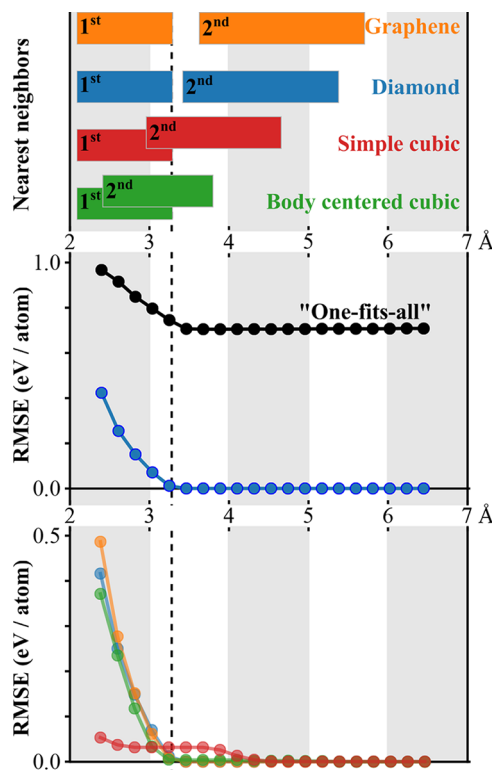 Nearest neighbors
1st
2nd
Graphene
1st
2nd
Diamond
1st
2nd
Simple cubic
1st
2nd
Body centered cubic
2 3 4 5 6 7 Å
RMSE (eV / atom)
1.0
"One-fits-all"
0.0
2 3 4 5 6 7 Å
RMSE (eV / atom)
0.5
0.0